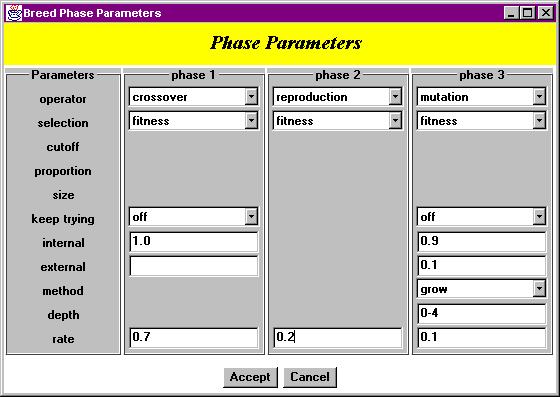 Breed Phase Parameters
Phase Parameters
Parameters phase 1 phase 2 phase 3
operator crossover reproduction mutation
selection fitness fitness fitness
cutoff
proportion
size
keep trying off off
internal 1.0 0.9
external 0.1
method grow
depth 0-4
rate 0.7 0.2 0.1
Accept Cancel